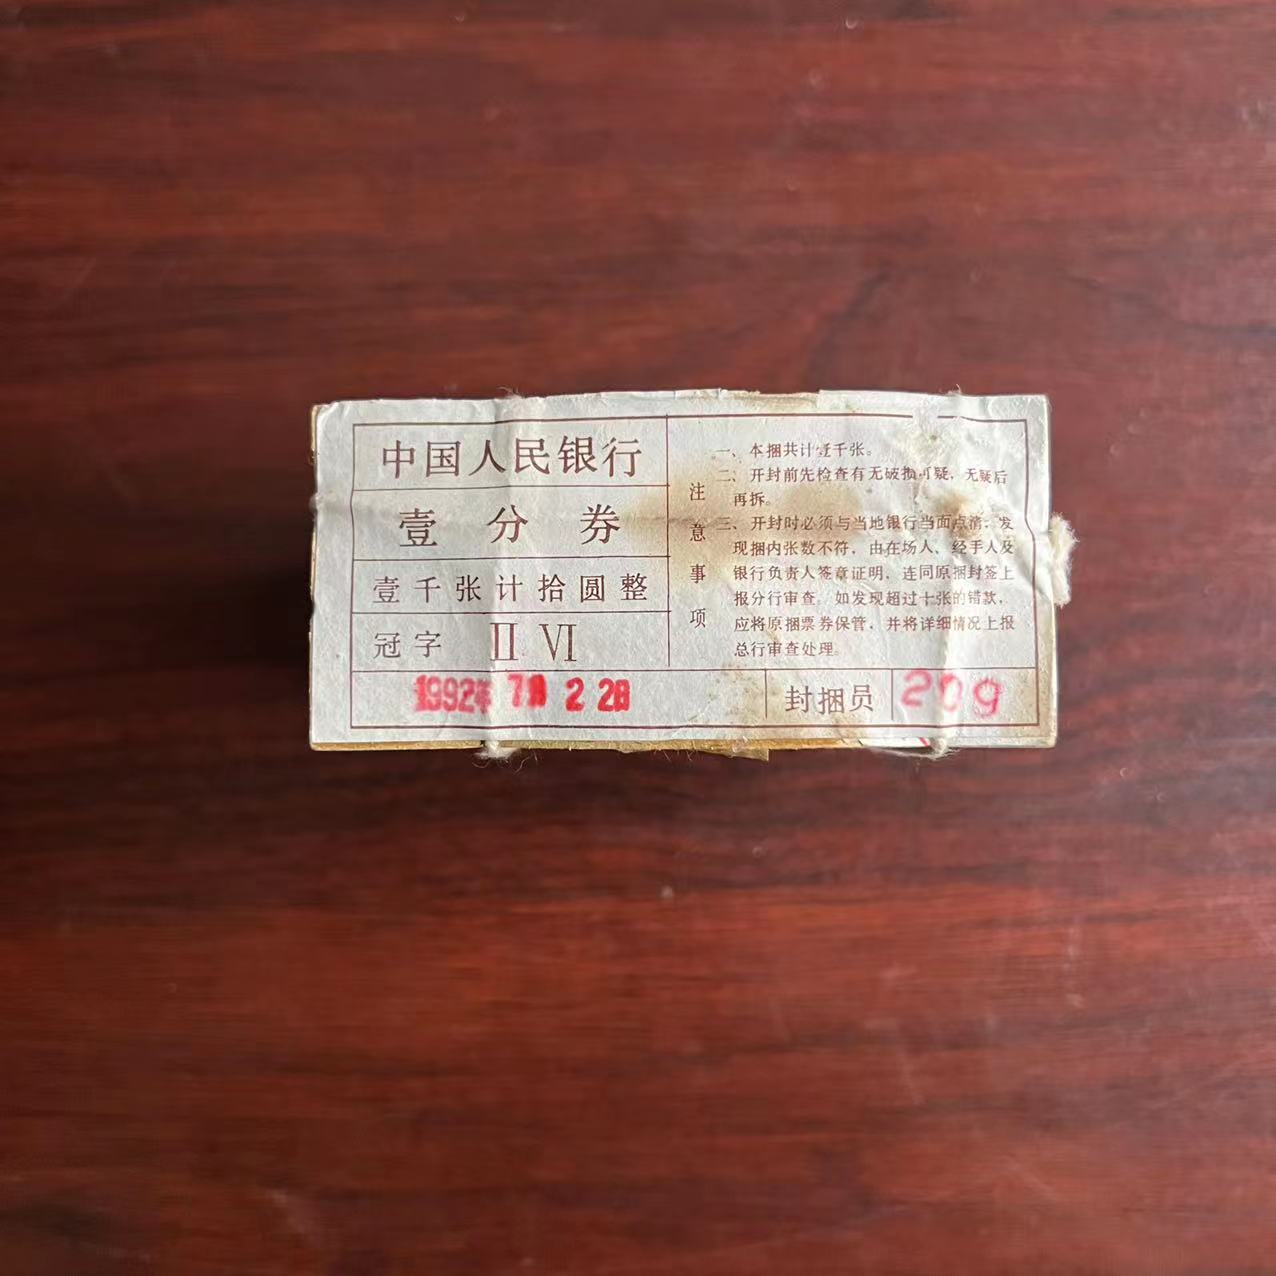 中国人民银行
壹分券
壹千张计拾圆整
冠字 ⅡⅥ
1992年7月22日
封捆员 209
注意事项
一、本捆共计壹千张。
二、开封前先检查有无破损可疑，无疑后
再拆。
三、开封时必须与当地银行当面点清，发
现捆内张数不符，由在场人、经手人及
银行负责人签章证明，连同原捆封签上
报分行审查。如发现超过十张的错款，
应将原捆票券保管，并将详细情况上报
总行审查处理。